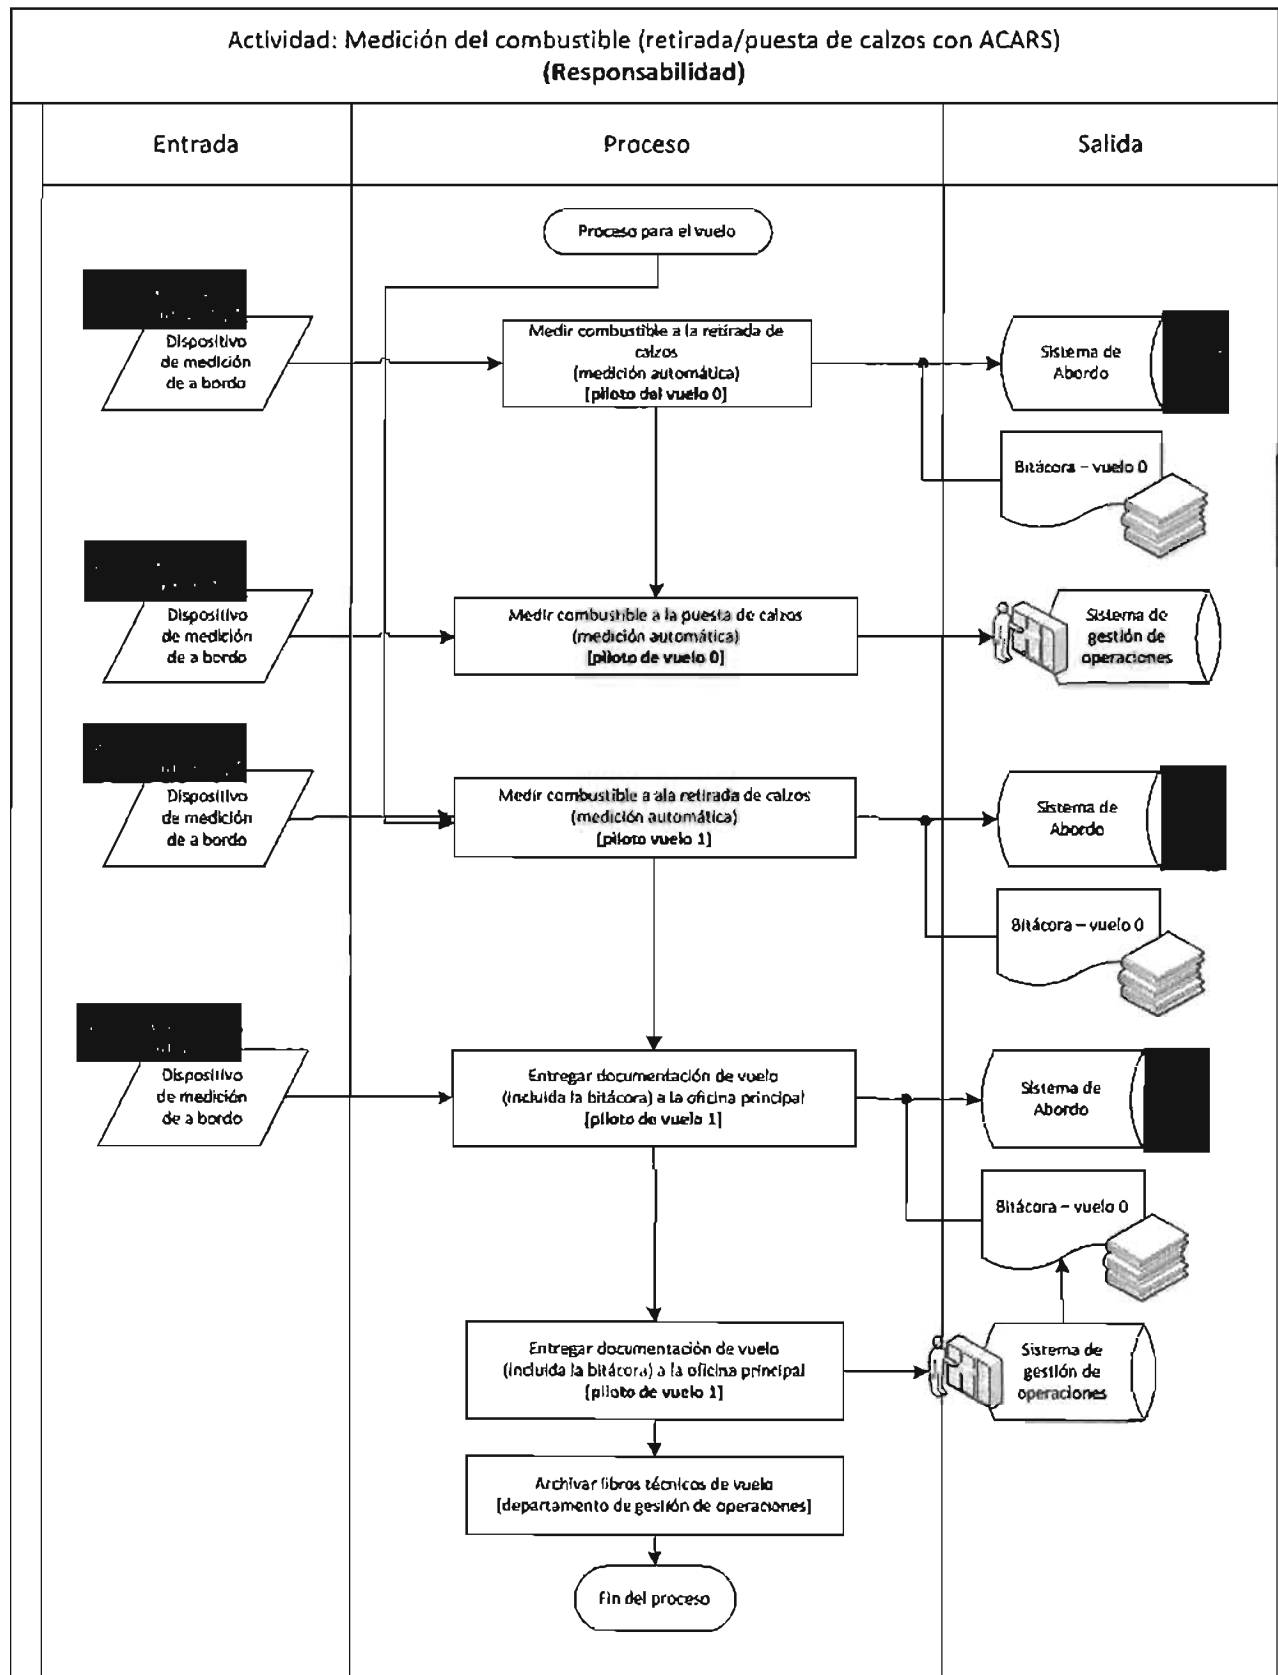 Actividad: Medición del combustible (retirada/puesta de calzos con ACARS)
(Responsabilidad)
Entrada
Proceso
Salida
Proceso para el vuelo
Dispositivo
de medición
de a bordo
Medir combustible a la retirada de
calzos
(medición automática)
[piloto del vuelo 0]
Sistema de
Abordo
Bitácora – vuelo 0
Dispositivo
de medición
de a bordo
Medir combustible a la puesta de calzos
(medición automática)
[piloto de vuelo 0]
Sistema de
gestión de
operaciones
Dispositivo
de medición
de a bordo
Medir combustible a ala retirada de calzos
(medición automática)
[piloto vuelo 1]
Sistema de
Abordo
Bitácora – vuelo 0
Dispositivo
de medición
de a bordo
Entregar documentación de vuelo
(incluida la bitácora) a la oficina principal
[piloto de vuelo 1]
Sistema de
Abordo
Bitácora – vuelo 0
Entregar documentación de vuelo
(incluida la bitácora) a la oficina principal
[piloto de vuelo 1]
Sistema de
gestión de
operaciones
Archivar libros técnicos de vuelo
[departamento de gestión de operaciones]
Fin del proceso